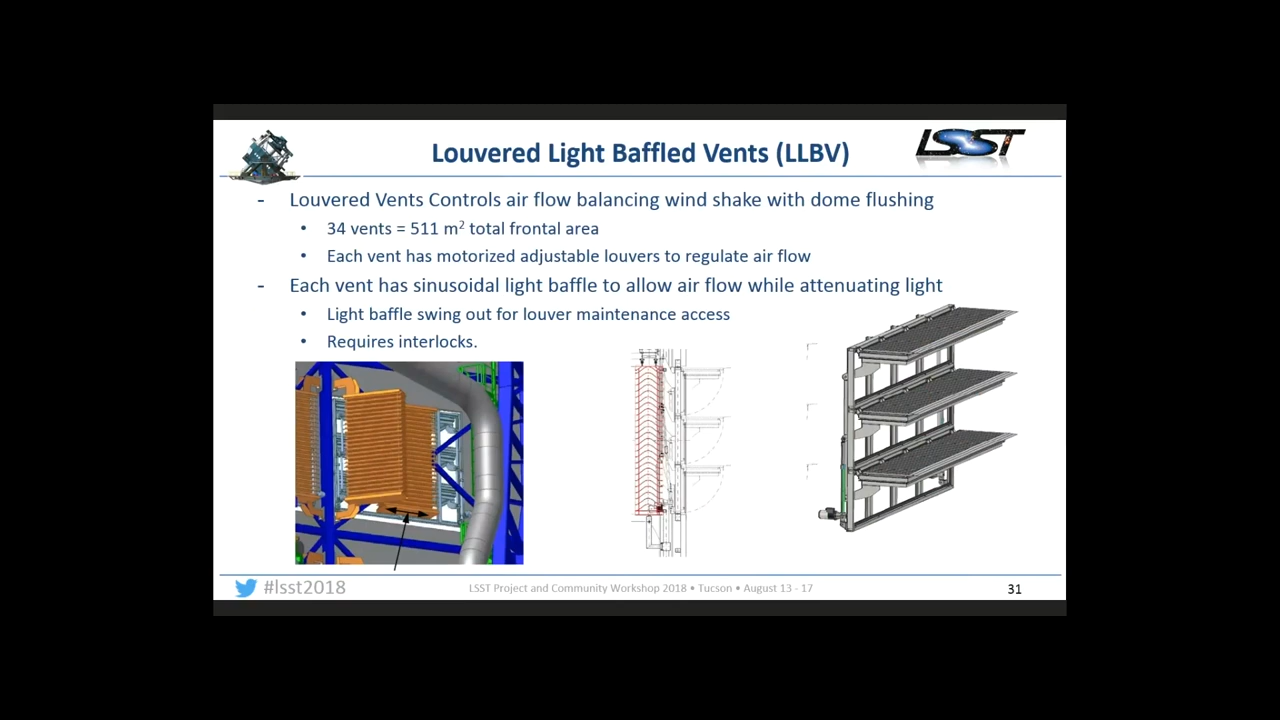 LSST
Louvered Light Baffled Vents (LLBV)
- Louvered Vents Controls air flow balancing wind shake with dome flushing
• 34 vents = 511 m² total frontal area
• Each vent has motorized adjustable louvers to regulate air flow
- Each vent has sinusoidal light baffle to allow air flow while attenuating light
• Light baffle swing out for louver maintenance access
• Requires interlocks.
#lsst2018
LSST Project and Community Workshop 2018 • Tucson • August 13 - 17
31